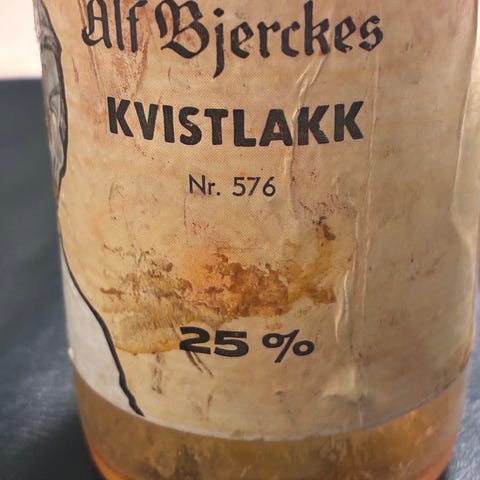 Alf Bjerckes
KVISTLAKK
Nr. 576
25 %